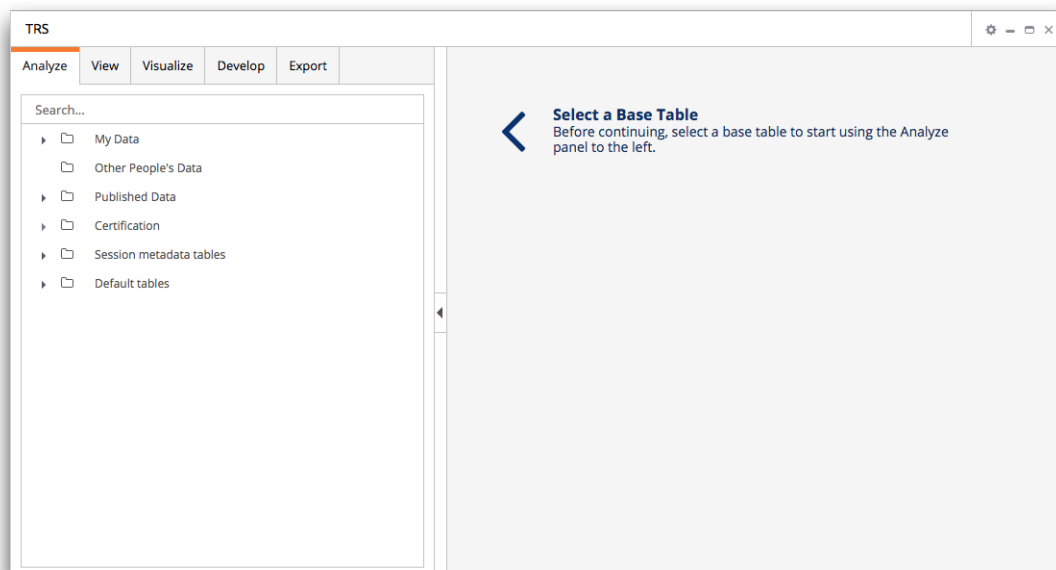 TRS
Analyze View Visualize Develop Export
Search...
My Data
Other People's Data
Published Data
Certification
Session metadata tables
Default tables
Select a Base Table
Before continuing, select a base table to start using the Analyze
panel to the left.